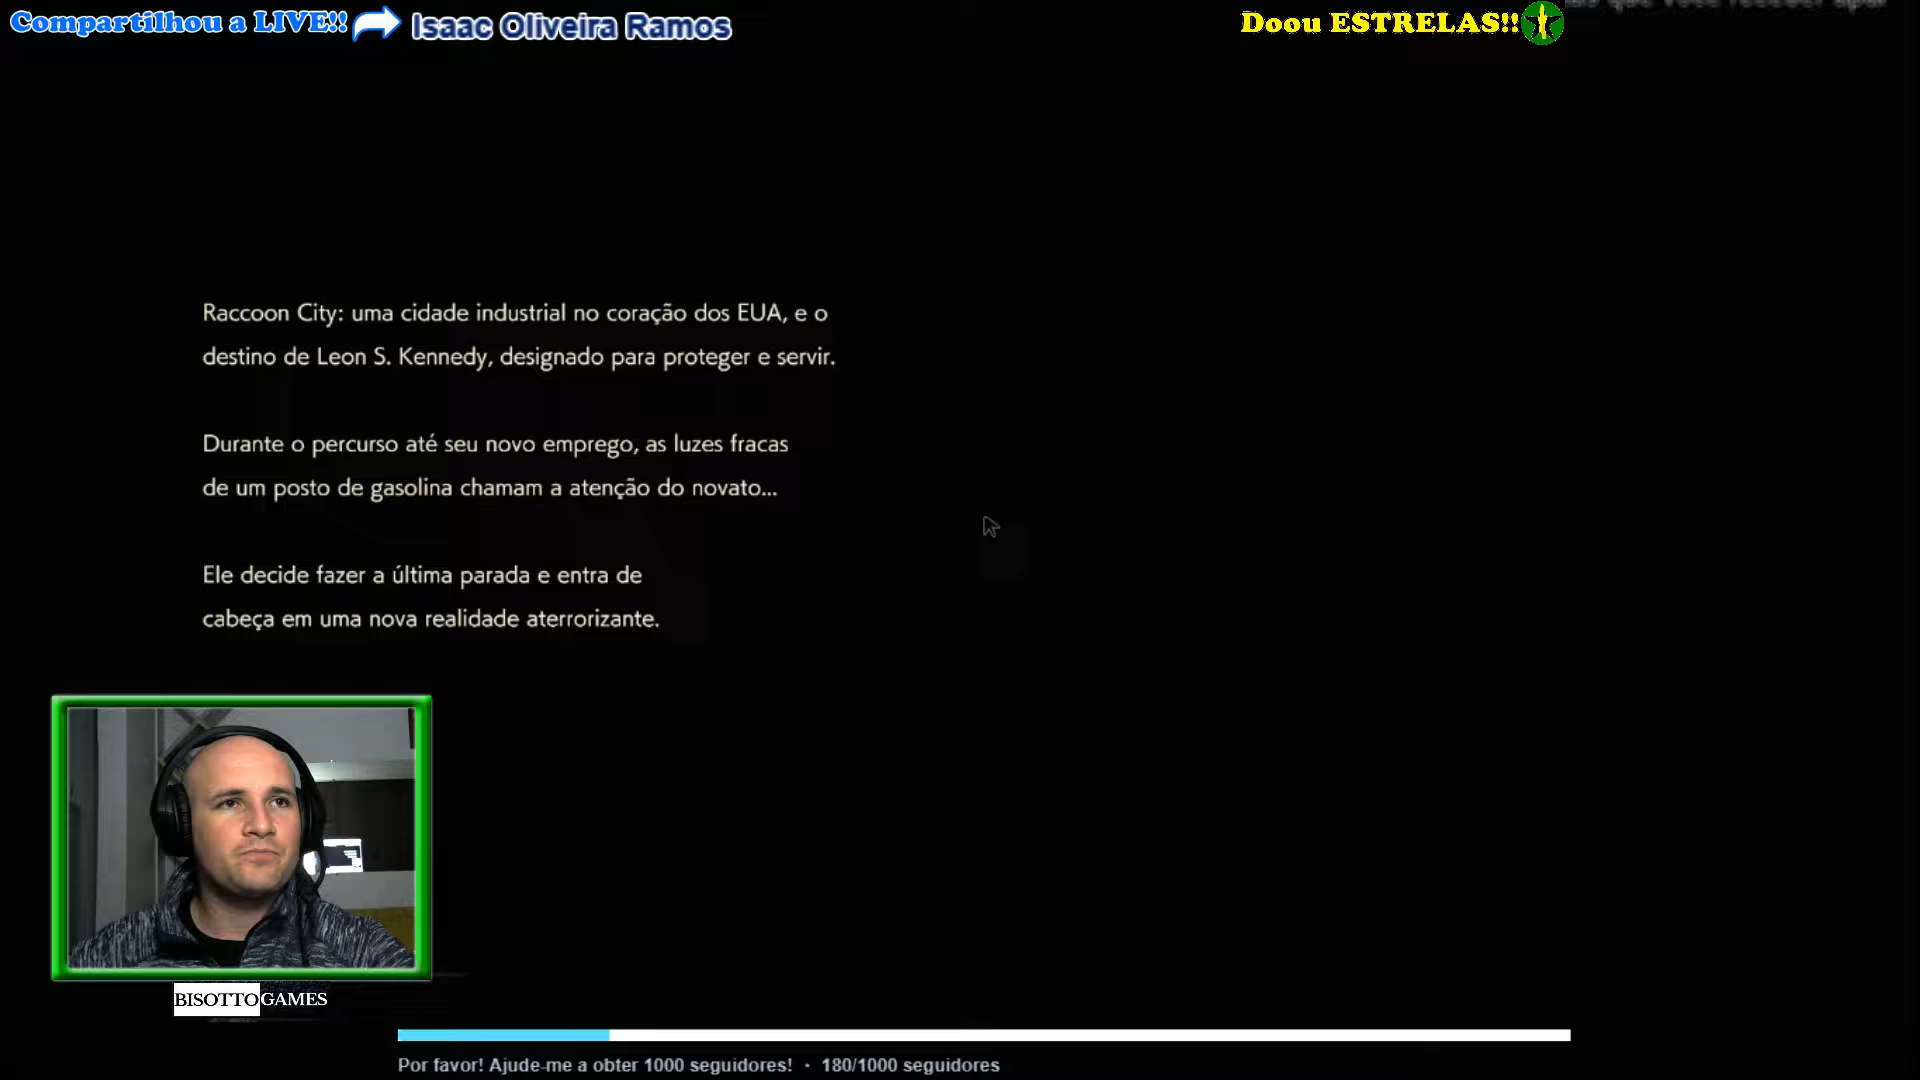 Compartilhou a LIVE!! Isaac Oliveira Ramos
Doou ESTRELAS!!
que você receber
Raccoon City: uma cidade industrial no coração dos EUA, e o
destino de Leon S. Kennedy, designado para proteger e servir.
Durante o percurso até seu novo emprego, as luzes fracas
de um posto de gasolina chamam a atenção do novato...
Ele decide fazer a última parada e entra de
cabeça em uma nova realidade aterrorizante.
BISOTTOGAMES
Por favor! Ajude-me a obter 1000 seguidores! · 180/1000 seguidores